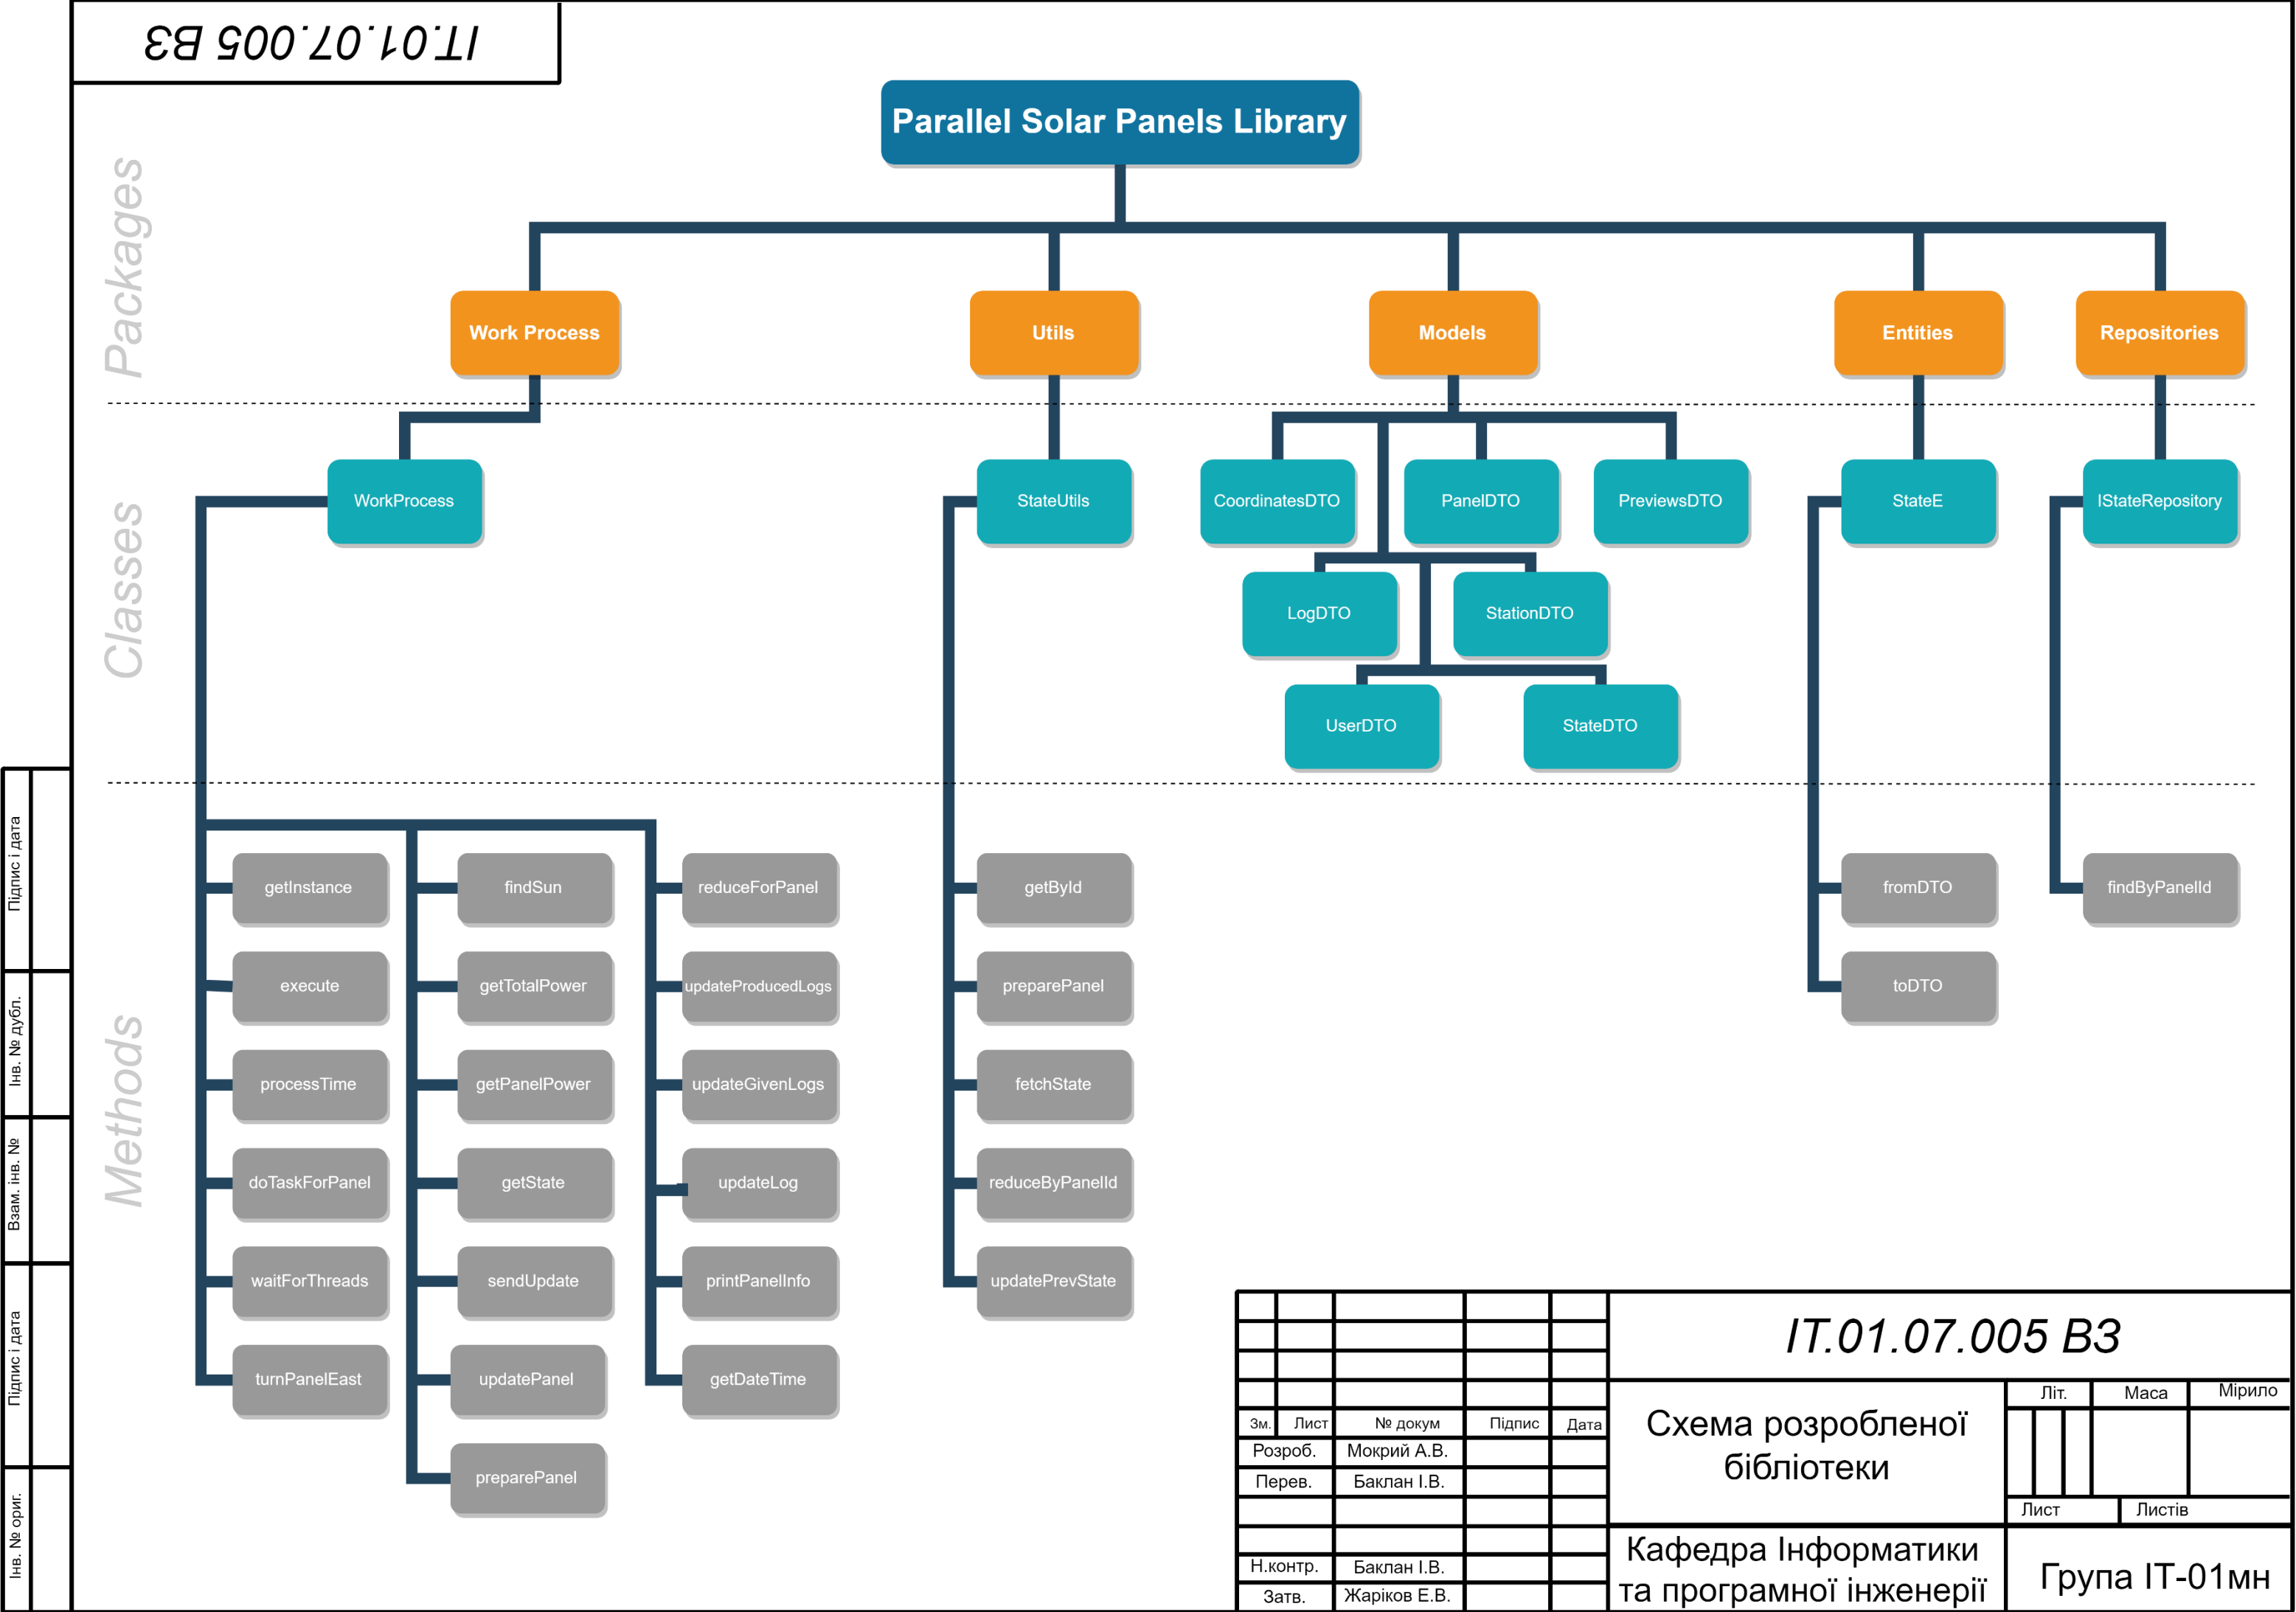 ІТ.01.07.005 ВЗ
Parallel Solar Panels Library
Packages
Work Process
Utils
Models
Entities
Repositories
Classes
WorkProcess
StateUtils
CoordinatesDTO
PanelDTO
PreviewsDTO
StateE
IStateRepository
LogDTO
StationDTO
UserDTO
StateDTO
Methods
getInstance
findSun
reduceForPanel
getById
fromDTO
findByPanelId
execute
getTotalPower
updateProducedLogs
preparePanel
toDTO
processTime
getPanelPower
updateGivenLogs
fetchState
doTaskForPanel
getState
updateLog
reduceByPanelId
waitForThreads
sendUpdate
printPanelInfo
updatePrevState
turnPanelEast
updatePanel
getDateTime
preparePanel
Підпис і дата
Інв. № дубл.
Взам. інв. №
Підпис і дата
Інв. № ориг.
ІТ.01.07.005 ВЗ
Зм.
Лист
№ докум
Підпис
Дата
Розроб.
Мокрий А.В.
Перев.
Баклан І.В.
Н.контр.
Баклан І.В.
Затв.
Жаріков Е.В.
Схема розробленої
бібліотеки
Літ.
Маса
Мірило
Лист
Листів
Кафедра Інформатики
та програмної інженерії
Група ІТ-01мн